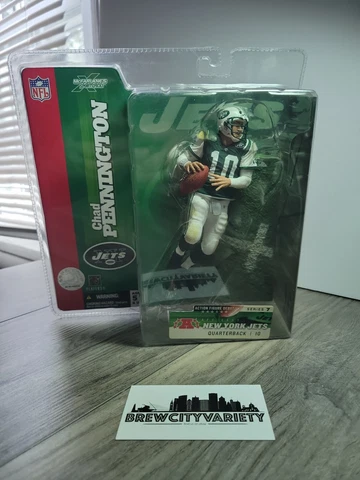 NFL
McFARLANE'S
Chad
PENNINGTON
JETS
JETS
10
SERIES 7
NEW YORK JETS
QUARTERBACK
BREWCITYVARIETY